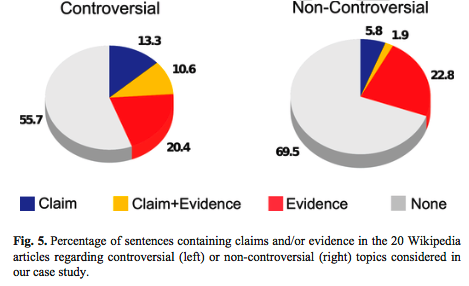 Controversial
Non-Controversial
13.3
10.6
20.4
55.7
5.8
1.9
22.8
69.5
Claim
Claim+Evidence
Evidence
None
Fig. 5. Percentage of sentences containing claims and/or evidence in the 20 Wikipedia
articles regarding controversial (left) or non-controversial (right) topics considered in
our case study.